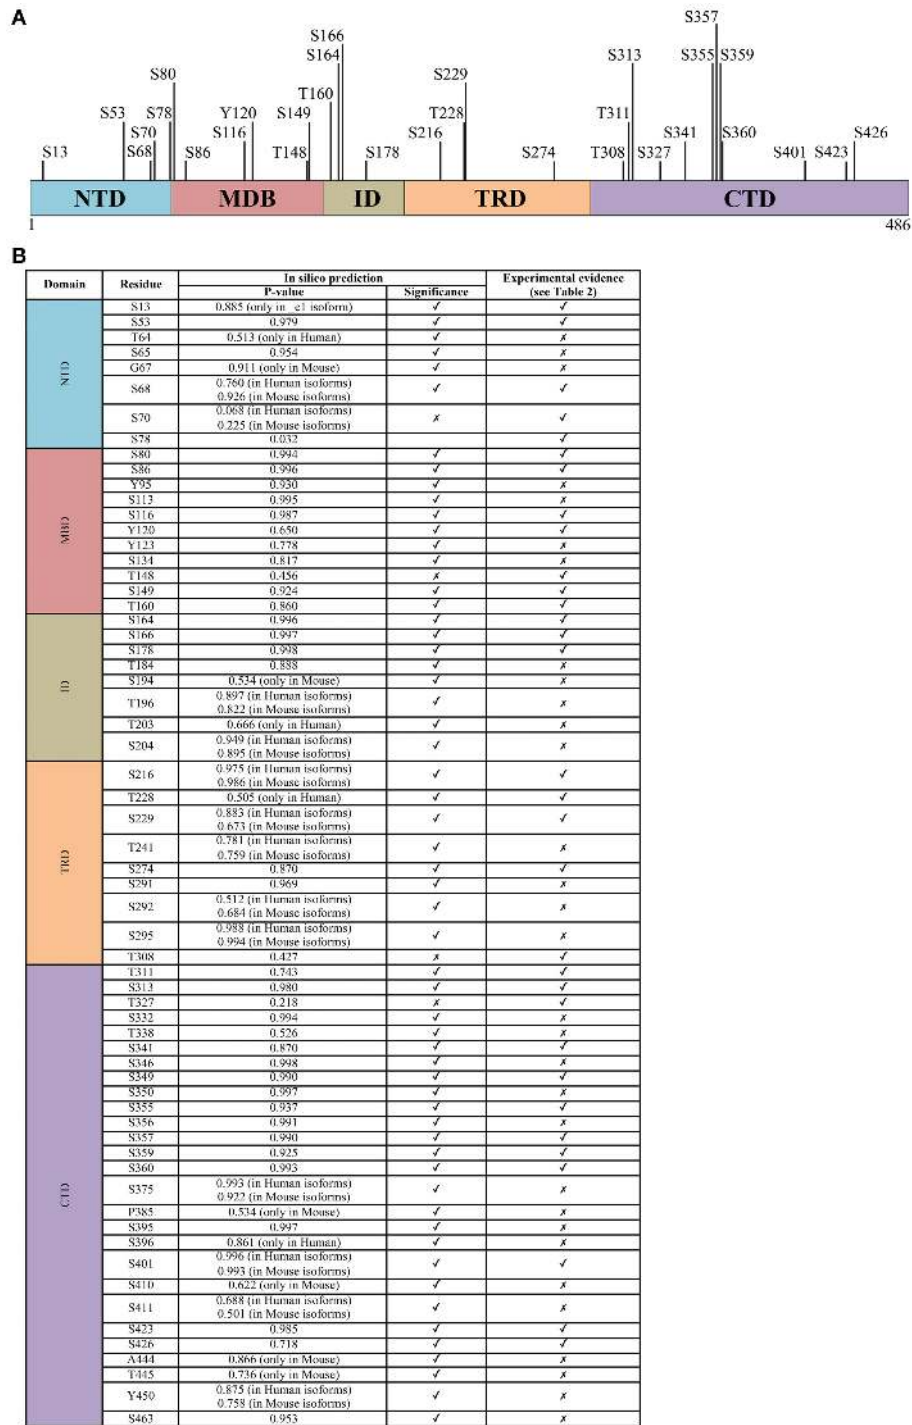 A
S357
S166
S164
S313
S355
S359
S80
S229
T160
S53
S78
Y120
S149
T228
T311
S70
S116
S216
S341
S360
S426
S13
S68
S86
T148
S178
S274
T308
S327
S401
S423
NTD MDB ID TRD CTD
1 486
B
Domain Residue In silico prediction Experimental evidence
P-value Significance (see Table 2)
NTD
S13 0.885 (only in _e1 isoform) ✓ ✓
S53 0.979 ✓ ✓
T64 0.513 (only in Human) ✓ ✗
S65 0.954 ✓ ✗
G67 0.911 (only in Mouse) ✓ ✗
S68 0.760 (in Human isoforms) ✓ ✓
0.926 (in Mouse isoforms)
S70 0.068 (in Human isoforms) ✗ ✓
0.225 (in Mouse isoforms)
S78 0.032 ✓
MBD
S80 0.994 ✓ ✓
S86 0.996 ✓ ✓
Y95 0.930 ✓ ✗
S113 0.995 ✓ ✗
S116 0.987 ✓ ✓
Y120 0.650 ✓ ✓
Y123 0.778 ✓ ✗
S134 0.817 ✓ ✗
T148 0.456 ✗ ✓
S149 0.924 ✓ ✓
T160 0.860 ✓ ✓
ID
S164 0.996 ✓ ✓
S166 0.997 ✓ ✓
S178 0.998 ✓ ✓
T184 0.888 ✓ ✗
S194 0.534 (only in Mouse) ✓ ✗
T196 0.897 (in Human isoforms) ✓ ✗
0.822 (in Mouse isoforms)
T203 0.666 (only in Human) ✓ ✗
S204 0.949 (in Human isoforms) ✓ ✗
0.895 (in Mouse isoforms)
TRD
S216 0.975 (in Human isoforms) ✓ ✓
0.986 (in Mouse isoforms)
T228 0.505 (only in Human) ✓ ✓
S229 0.883 (in Human isoforms) ✓ ✓
0.673 (in Mouse isoforms)
T241 0.781 (in Human isoforms) ✓ ✗
0.759 (in Mouse isoforms)
S274 0.870 ✓ ✓
S291 0.969 ✓ ✗
S292 0.512 (in Human isoforms) ✓ ✗
0.684 (in Mouse isoforms)
S295 0.988 (in Human isoforms) ✓ ✗
0.994 (in Mouse isoforms)
T308 0.427 ✗ ✓
CTD
T311 0.743 ✓ ✓
S313 0.980 ✓ ✓
T327 0.218 ✗ ✓
S332 0.994 ✓ ✗
T338 0.526 ✓ ✗
S341 0.870 ✓ ✓
S346 0.998 ✓ ✗
S349 0.990 ✓ ✓
S350 0.997 ✓ ✗
S355 0.937 ✓ ✓
S356 0.991 ✓ ✗
S357 0.990 ✓ ✓
S359 0.925 ✓ ✓
S360 0.993 ✓ ✓
S375 0.993 (in Human isoforms) ✓ ✗
0.922 (in Mouse isoforms)
P385 0.534 (only in Mouse) ✓ ✗
S395 0.997 ✓ ✗
S396 0.861 (only in Human) ✓ ✗
S401 0.996 (in Human isoforms) ✓ ✓
0.993 (in Mouse isoforms)
S410 0.622 (only in Mouse) ✓ ✗
S411 0.688 (in Human isoforms) ✓ ✗
0.501 (in Mouse isoforms)
S423 0.985 ✓ ✓
S426 0.718 ✓ ✓
A444 0.866 (only in Mouse) ✓ ✗
T445 0.736 (only in Mouse) ✓ ✗
Y450 0.875 (in Human isoforms) ✓ ✗
0.758 (in Mouse isoforms)
S463 0.953 ✓ ✗